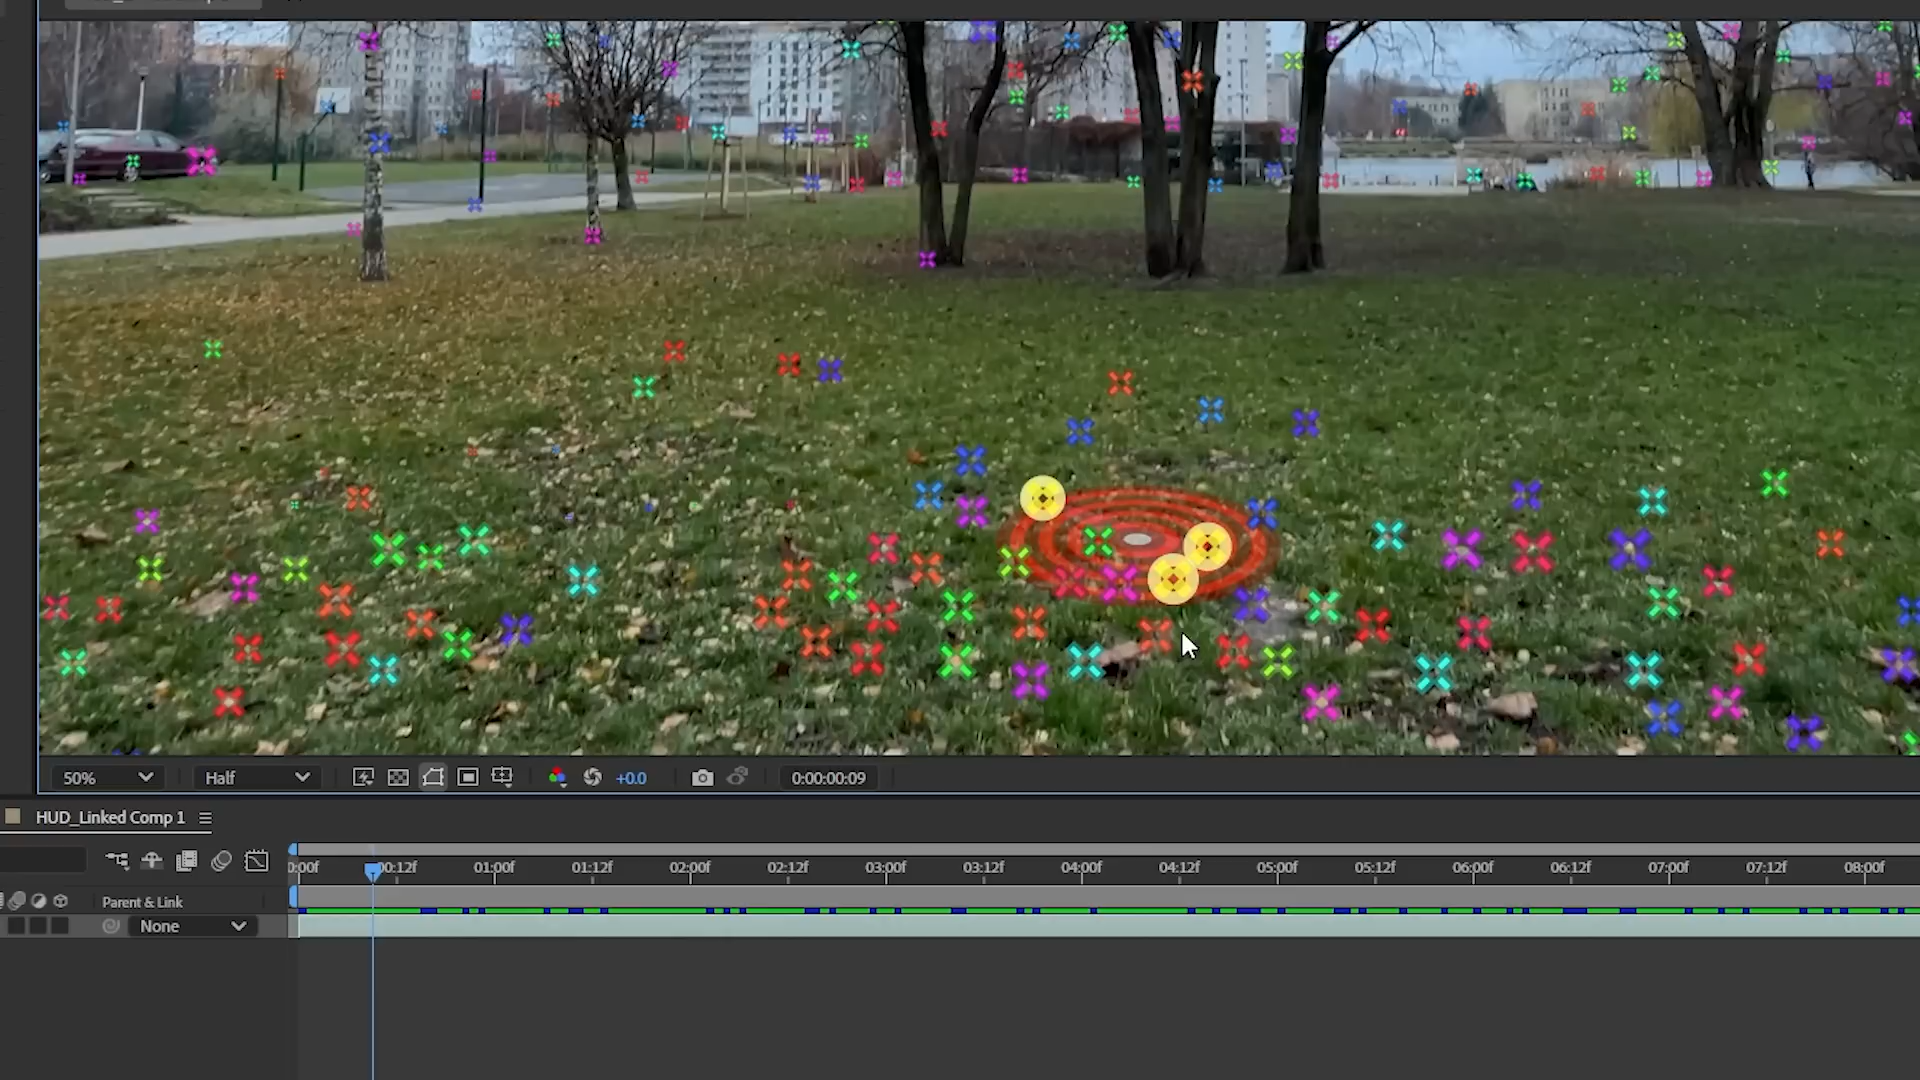 50%
Half
+0.0
0:00:00:09
HUD_Linked Comp 1
0:00f
00:12f
01:00f
01:12f
02:00f
02:12f
03:00f
03:12f
04:00f
04:12f
05:00f
05:12f
06:00f
06:12f
07:00f
07:12f
08:00f
Parent & Link
None